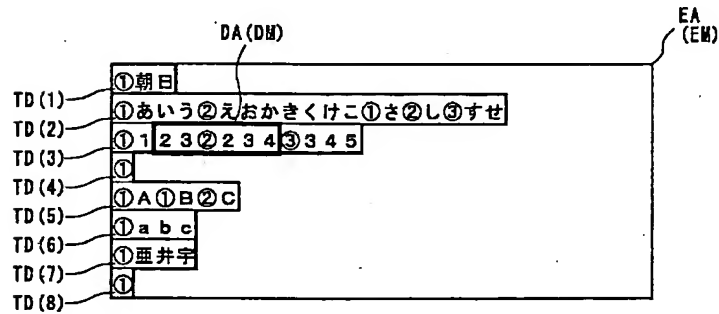 DA(DM)
EA
(EM)
TD(1) ①朝日
TD(2) ①あいう②えおかきくけこ①さ②し③すせ
TD(3) ①123②234③345
TD(4) ①
TD(5) ①A①B②C
TD(6) ①abc
TD(7) ①亜井宇
TD(8) ①